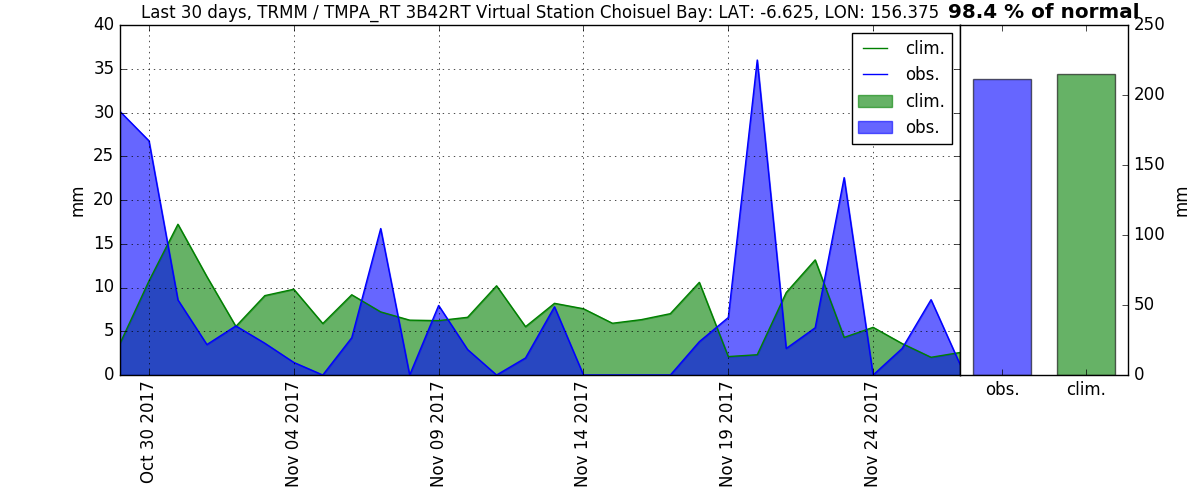 Last 30 days, TRMM / TMPA_RT 3B42RT Virtual Station Choisuel Bay: LAT: -6.625, LON: 156.375
98.4 % of normal
40
35
30
25
20
15
10
5
0
mm
clim.
obs.
clim.
obs.
250
200
150
100
50
0
mm
obs.
clim.
Oct 30 2017
Nov 04 2017
Nov 09 2017
Nov 14 2017
Nov 19 2017
Nov 24 2017